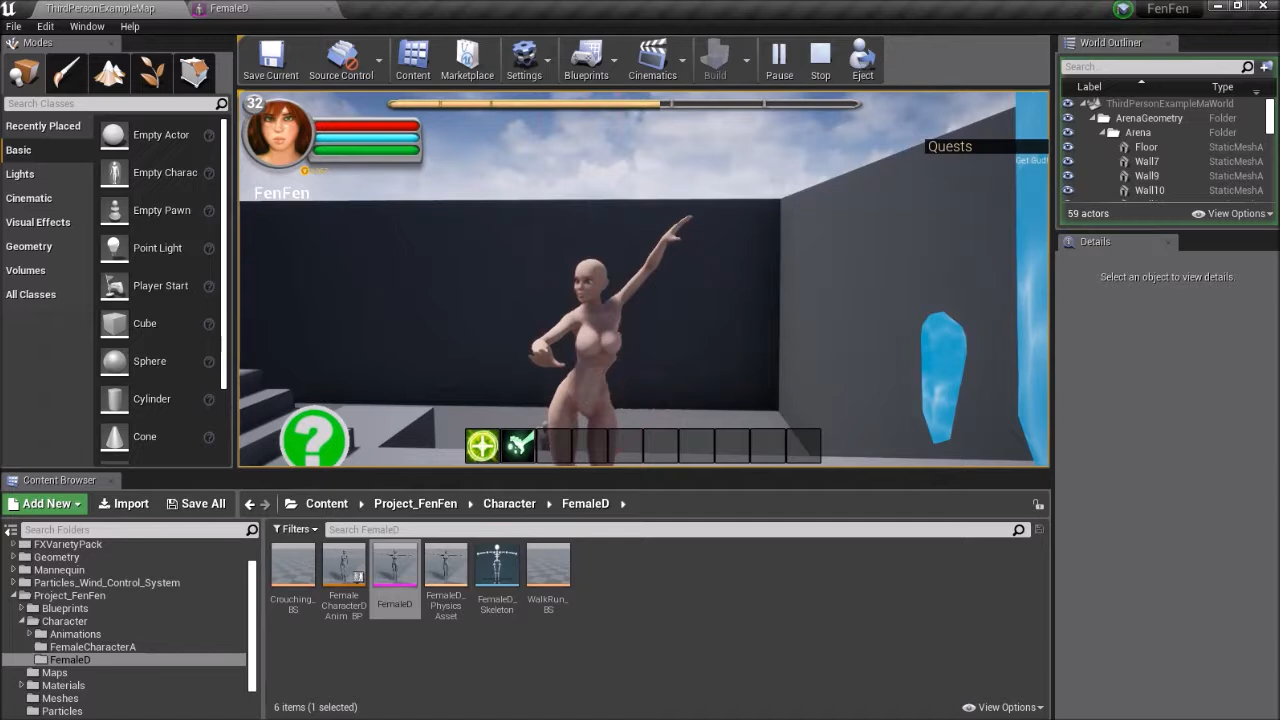 ThirdPersonExampleMap
FemaleD
FenFen
File Edit Window Help
Modes
Search Classes
Recently Placed
Basic
Lights
Cinematic
Visual Effects
Geometry
Volumes
All Classes
Empty Actor
Empty Charac
Empty Pawn
Point Light
Player Start
Cube
Sphere
Cylinder
Cone
Save Current
Source Control
Content
Marketplace
Settings
Blueprints
Cinematics
Build
Pause
Stop
Eject
32
FenFen
Quests
Get Gud!
?
World Outliner
Search...
Label Type
ThirdPersonExampleMaWorld
ArenaGeometry Folder
Arena Folder
Floor StaticMeshA
Wall7 StaticMeshA
Wall9 StaticMeshA
Wall10 StaticMeshA
59 actors View Options
Details
Select an object to view details.
Content Browser
Add New Import Save All Content Project_FenFen Character FemaleD
Search Folders
Filters Search FemaleD
FXVarietyPack
Geometry
Mannequin
Particles_Wind_Control_System
Project_FenFen
Blueprints
Character
Animations
FemaleCharacterA
FemaleD
Maps
Materials
Meshes
Particles
Crouching_
BS
Female
CharacterD
Anim_BP
FemaleD
FemaleD_
Physics
Asset
FemaleD_
Skeleton
WalkRun_
BS
6 items (1 selected)
View Options